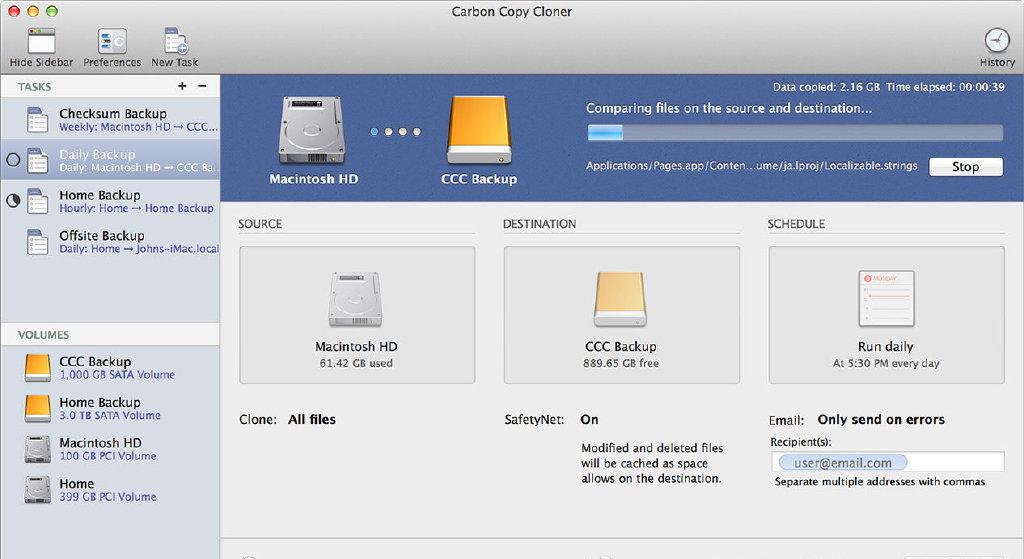 Carbon Copy Cloner
Hide Sidebar
Preferences
New Task
History
TASKS
Checksum Backup
Weekly: Macintosh HD → CCC...
Daily Backup
Daily: Macintosh HD → CCC Ba...
Home Backup
Hourly: Home → Home Backup
Offsite Backup
Daily: Home → Johns-iMac.local
VOLUMES
CCC Backup
1,000 GB SATA Volume
Home Backup
3.0 TB SATA Volume
Macintosh HD
100 GB PCI Volume
Home
399 GB PCI Volume
Data copied: 2.16 GB Time elapsed: 00:00:39
Comparing files on the source and destination...
Applications/Pages.app/Conten...ume/ja.lproj/Localizable.strings
Stop
Macintosh HD
CCC Backup
SOURCE
Macintosh HD
61.42 GB used
Clone: All files
DESTINATION
CCC Backup
889.65 GB free
SafetyNet: On
Modified and deleted files
will be cached as space
allows on the destination.
SCHEDULE
MONDAY
Run daily
At 5:30 PM every day
Email: Only send on errors
Recipient(s):
user@email.com
Separate multiple addresses with commas